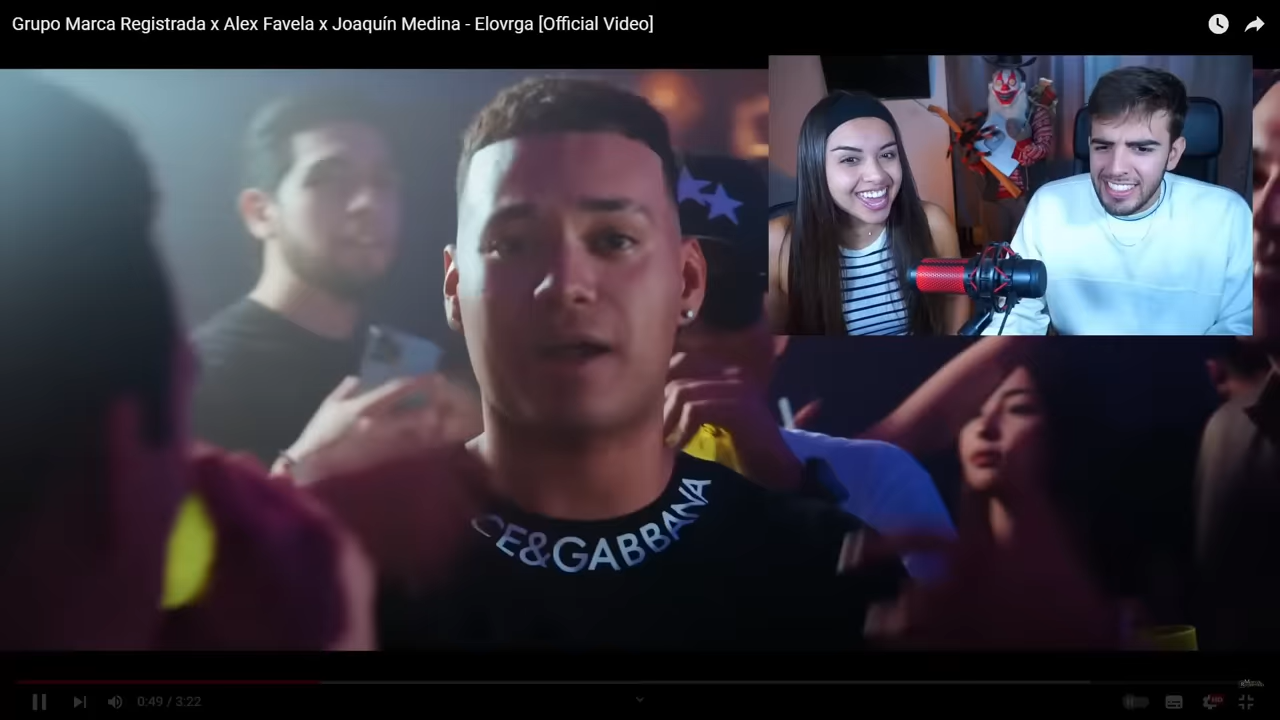 Grupo Marca Registrada x Alex Favela x Joaquín Medina - Elovrga [Official Video]
CE&GABBANA
0:49 / 3:22